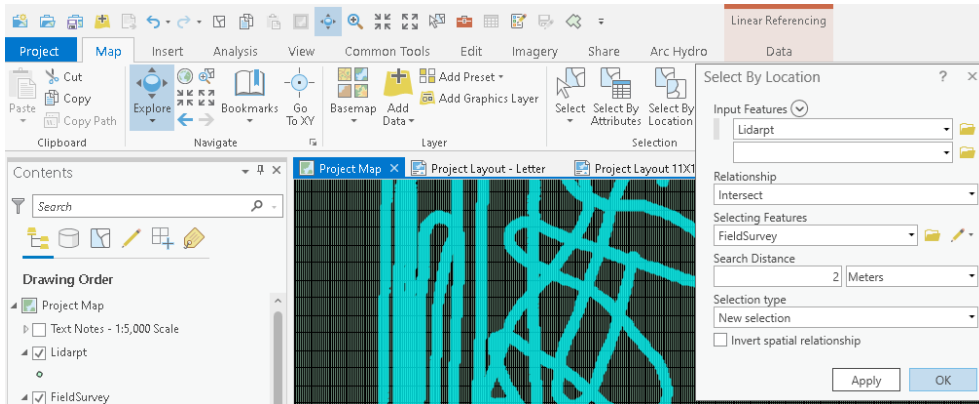 Linear Referencing
Project Map Insert Analysis View Common Tools Edit Imagery Share Arc Hydro Data
Cut
Copy
Copy Path
Paste
Clipboard
Explore
Bookmarks
Go To XY
Navigate
Basemap
Add Data
Add Preset
Add Graphics Layer
Layer
Select
Select By Attributes
Select By Location
Selection
Contents
Search
Drawing Order
Project Map
Text Notes - 1:5,000 Scale
Lidarpt
FieldSurvey
Project Map
Project Layout - Letter
Project Layout 11X1
Select By Location
? ×
Input Features
Lidarpt
Relationship
Intersect
Selecting Features
FieldSurvey
Search Distance
2 Meters
Selection type
New selection
Invert spatial relationship
Apply OK